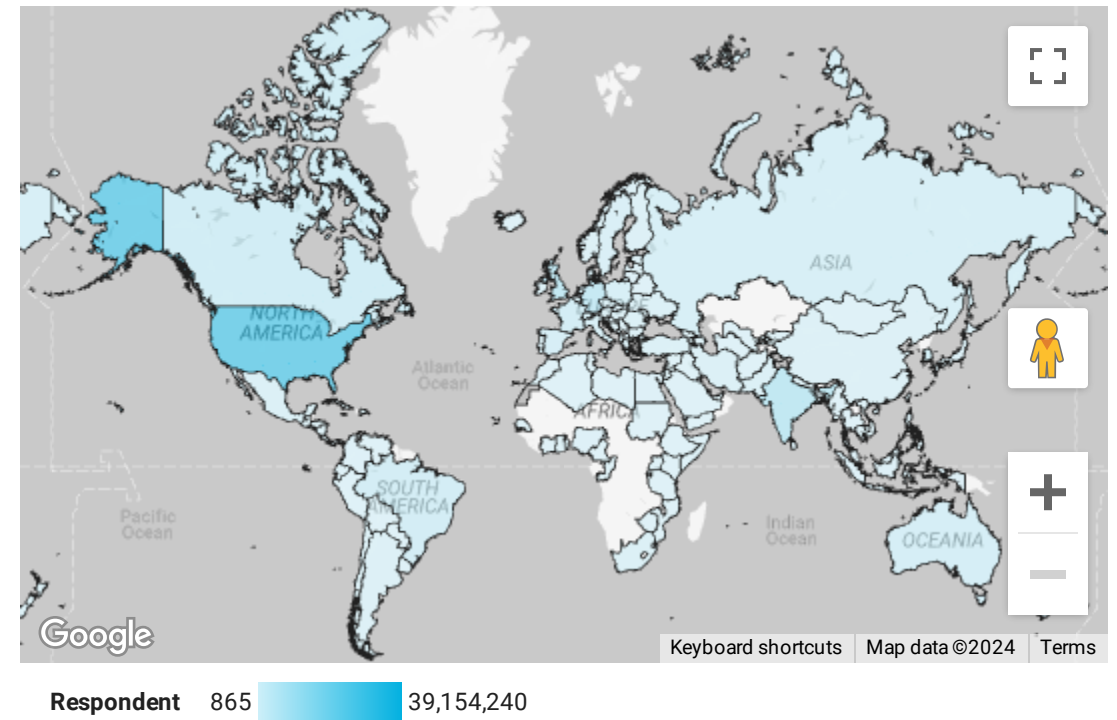 ASIA
NORTH
AMERICA
EUROPE
Atlantic
Ocean
AFRICA
SOUTH
AMERICA
Pacific
Ocean
Indian
Ocean
OCEANIA
Google
Keyboard shortcuts
Map data ©2024
Terms
Respondent 865 39,154,240